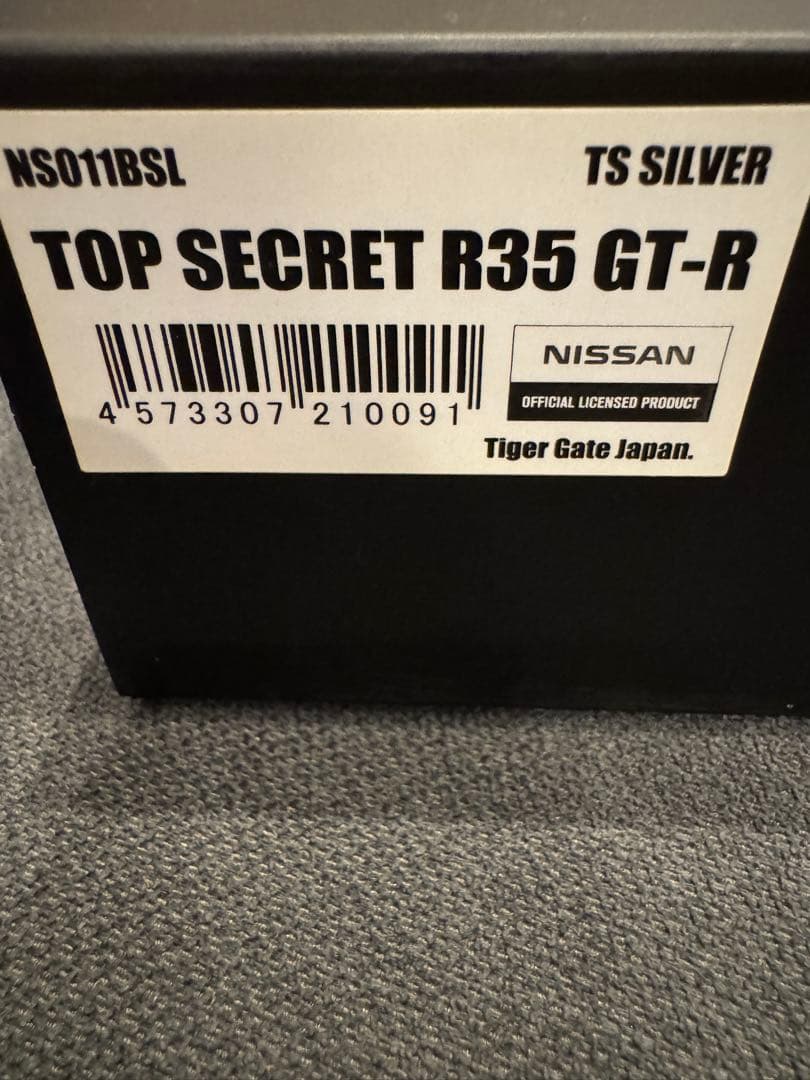 NS011BSL TS SILVER
TOP SECRET R35 GT-R
NISSAN
4 573307 210091
OFFICIAL LICENSED PRODUCT
Tiger Gate Japan.